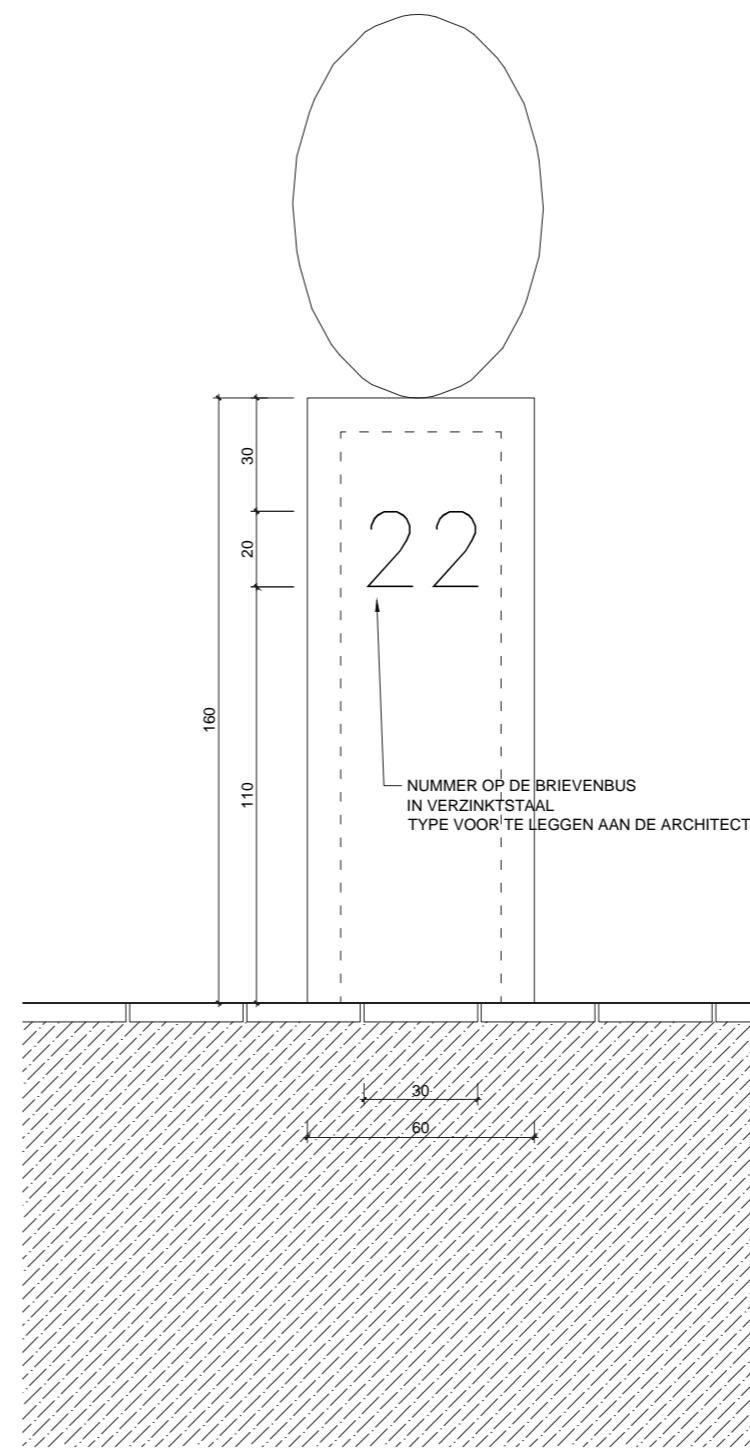 30
20
22
160
110
NUMMER OP DE BRIEVENBUS
IN VERZINKTSTAAL
TYPE VOOR TE LEGGEN AAN DE ARCHITECT
30
60